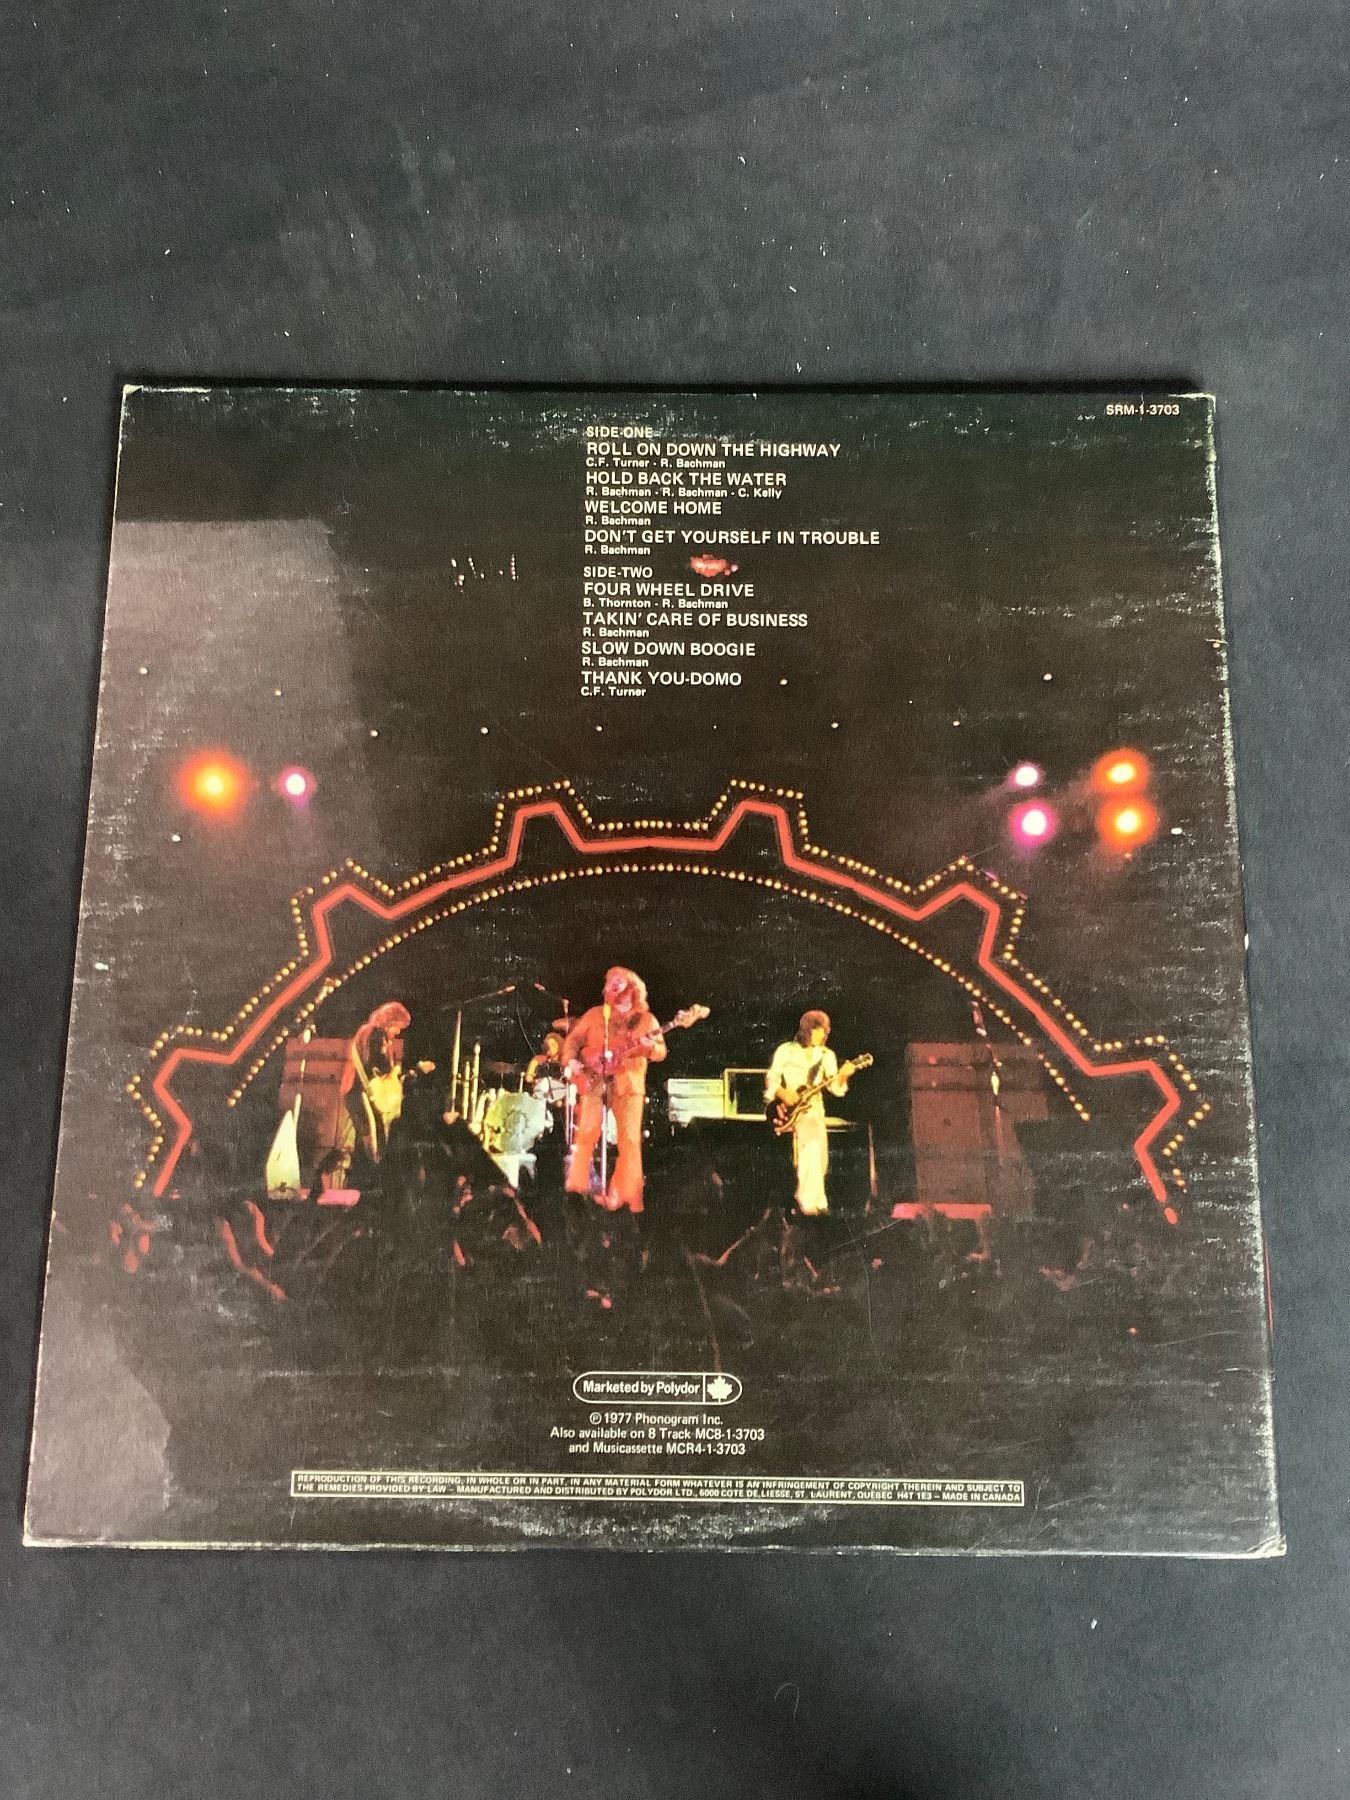 SRM-1-3703
SIDE-ONE
ROLL ON DOWN THE HIGHWAY
C.F. Turner - R. Bachman
HOLD BACK THE WATER
R. Bachman - R. Bachman - C. Kelly
WELCOME HOME
R. Bachman
DON'T GET YOURSELF IN TROUBLE
R. Bachman
SIDE-TWO
FOUR WHEEL DRIVE
B. Thornton - R. Bachman
TAKIN' CARE OF BUSINESS
R. Bachman
SLOW DOWN BOOGIE
R. Bachman
THANK YOU-DOMO
C.F. Turner
Marketed by Polydor
℗ 1977 Phonogram Inc.
Also available on 8 Track MC8-1-3703
and Musicassette MCR4-1-3703
REPRODUCTION OF THIS RECORDING, IN WHOLE OR IN PART, IN ANY MATERIAL FORM WHATEVER IS AN INFRINGEMENT OF COPYRIGHT THEREIN AND SUBJECT TO
THE REMEDIES PROVIDED BY LAW – MANUFACTURED AND DISTRIBUTED BY POLYDOR LTD., 6000 COTE DE LIESSE, ST. LAURENT, QUEBEC H4T 1E3 – MADE IN CANADA